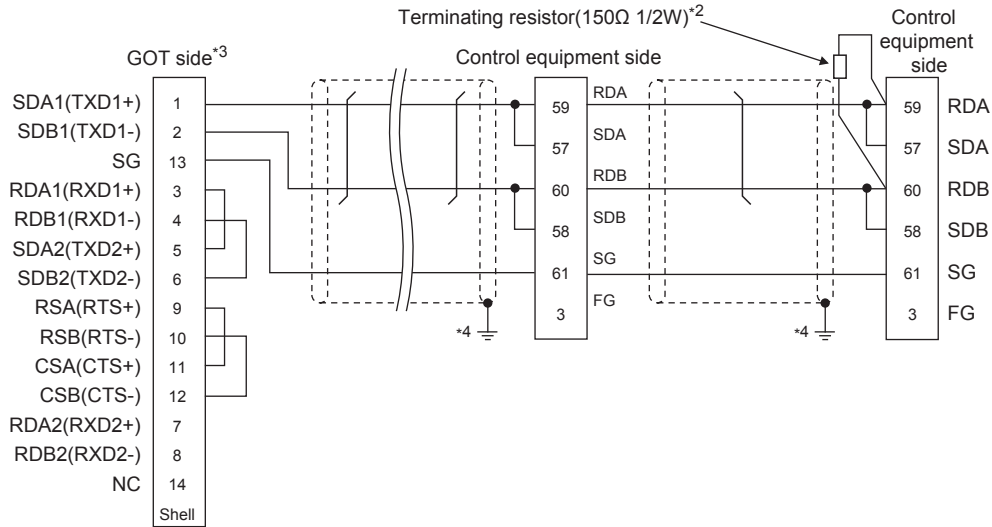 Terminating resistor(150Ω 1/2W)*2
GOT side*3
Control equipment side
Control
equipment
side
SDA1(TXD1+) 1
SDB1(TXD1-) 2
SG 13
RDA1(RXD1+) 3
RDB1(RXD1-) 4
SDA2(TXD2+) 5
SDB2(TXD2-) 6
RSA(RTS+) 9
RSB(RTS-) 10
CSA(CTS+) 11
CSB(CTS-) 12
RDA2(RXD2+) 7
RDB2(RXD2-) 8
NC 14
Shell
*4
59 RDA
57 SDA
60 RDB
58 SDB
61 SG
3 FG
*4
59 RDA
57 SDA
60 RDB
58 SDB
61 SG
3 FG